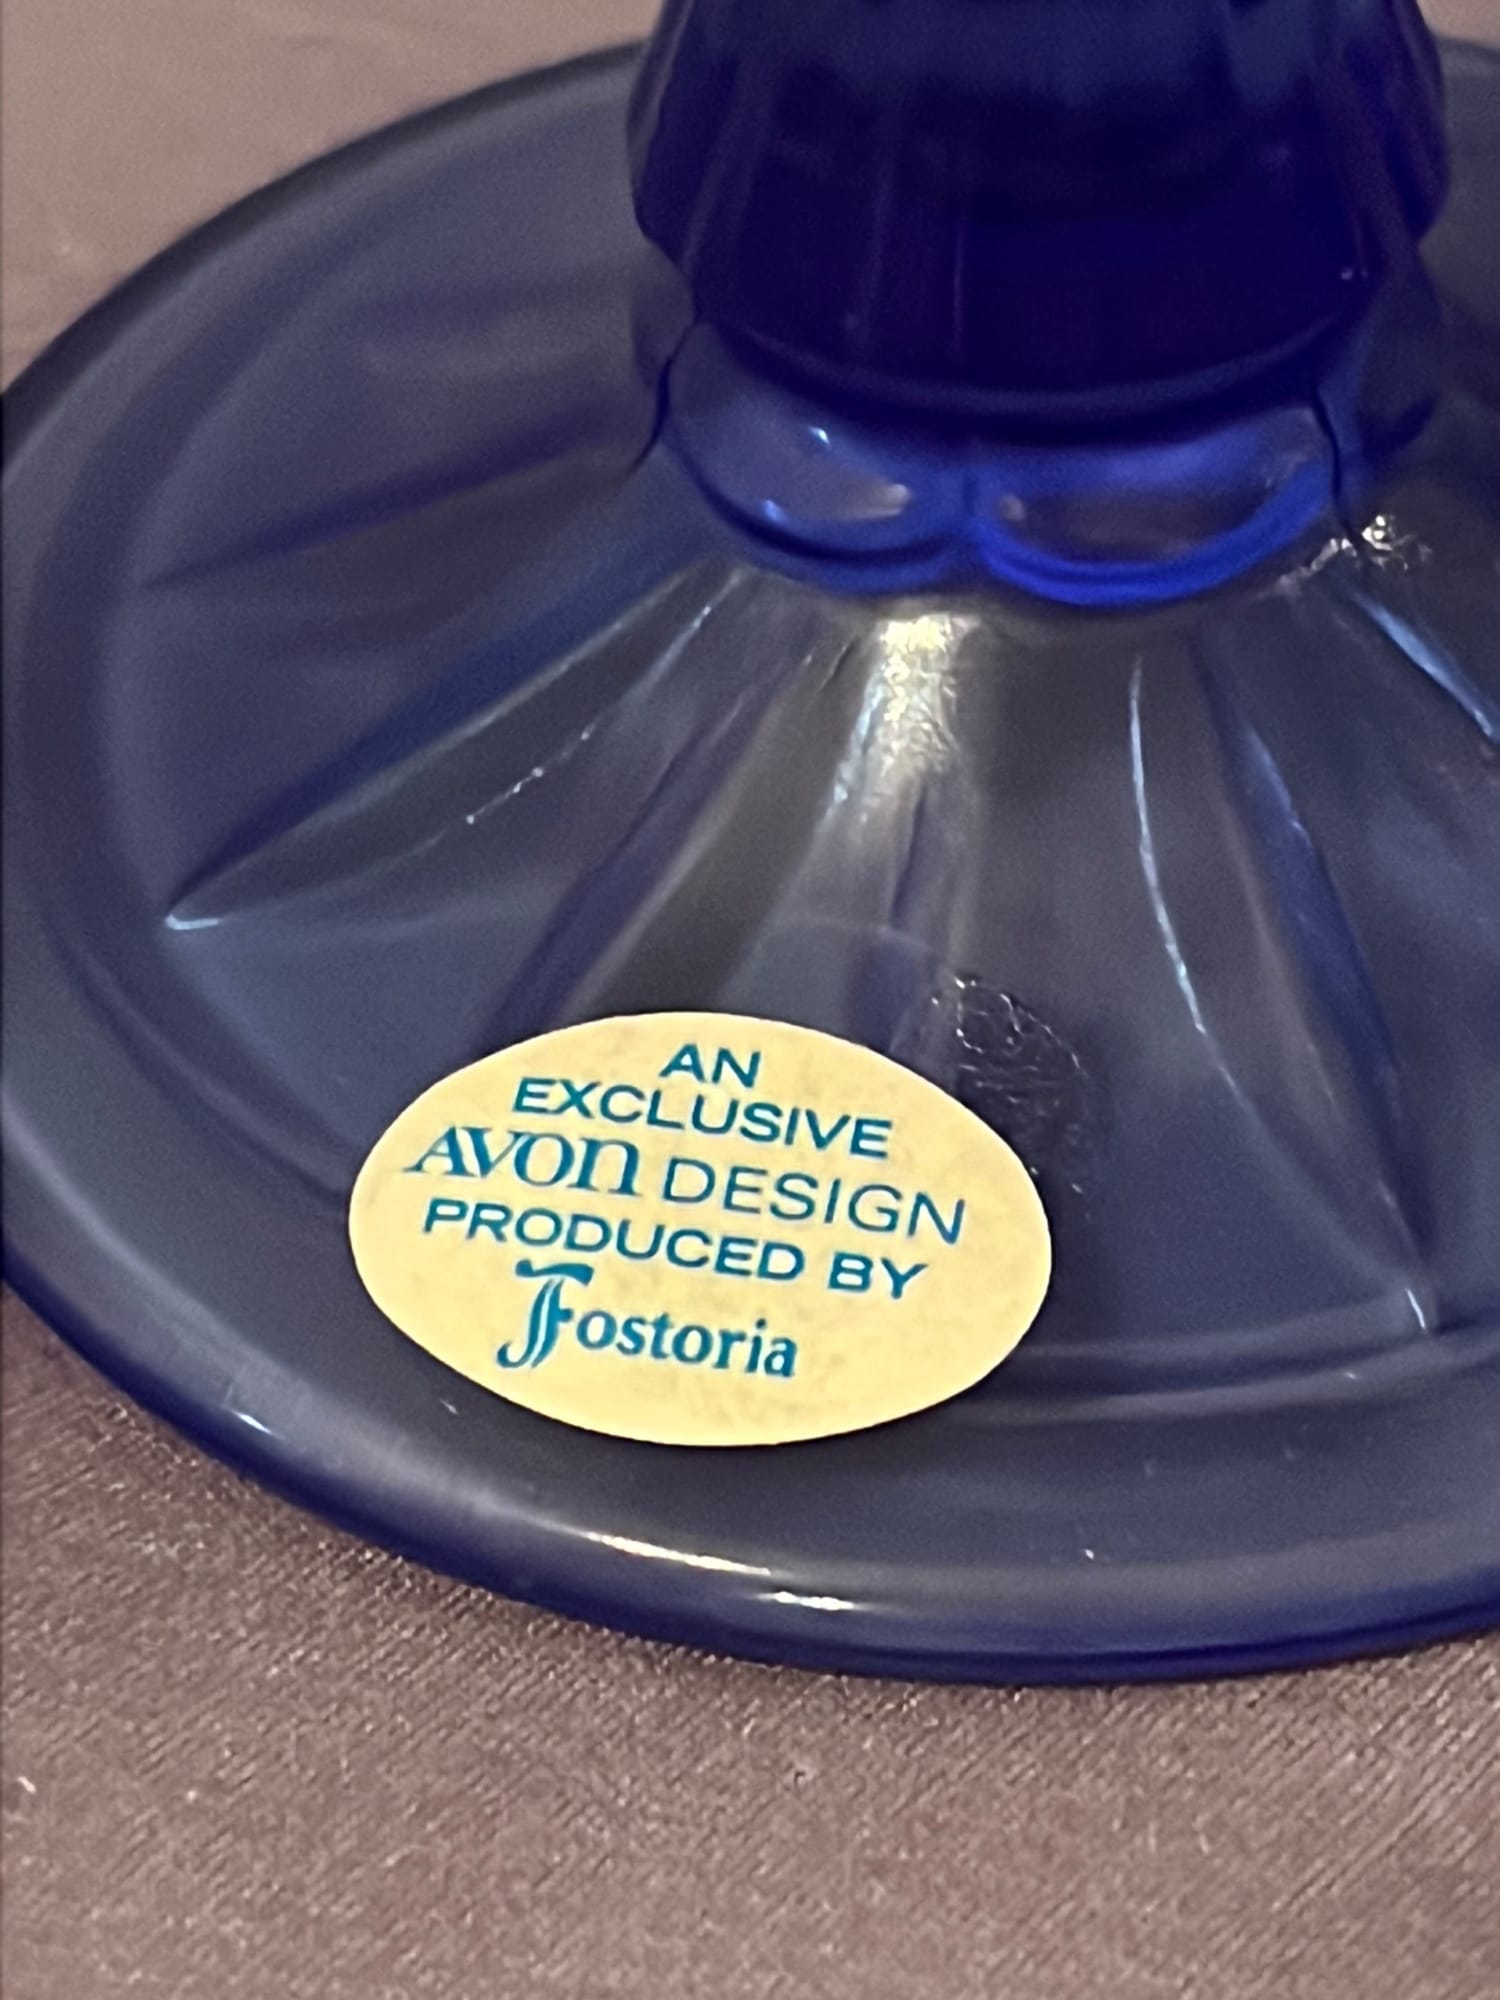 AN
EXCLUSIVE
AVON DESIGN
PRODUCED BY
Fostoria